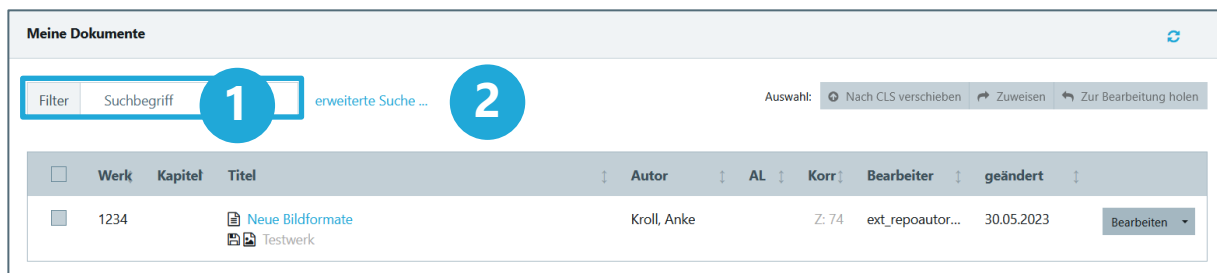 Meine Dokumente
Filter Suchbegriff 1 erweiterte Suche ... 2 Auswahl: Nach CLS verschieben Zuweisen Zur Bearbeitung holen
Werk Kapitel Titel Autor AL Korr Bearbeiter geändert
1234 Neue Bildformate Kroll, Anke Z: 74 ext_repoautor... 30.05.2023 Bearbeiten
Testwerk